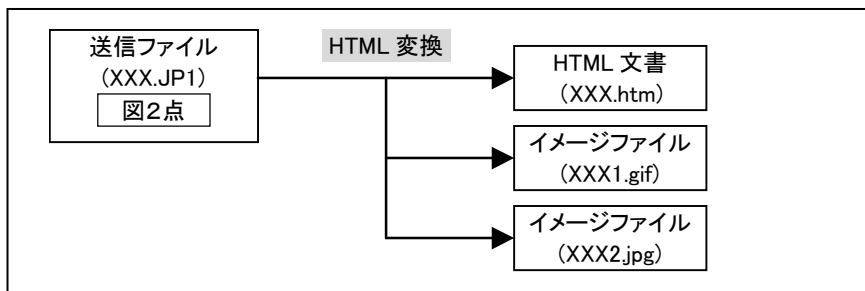 送信ファイル
(XXX.JP1)
図2点
HTML 変換
HTML 文書
(XXX.htm)
イメージファイル
(XXX1.gif)
イメージファイル
(XXX2.jpg)